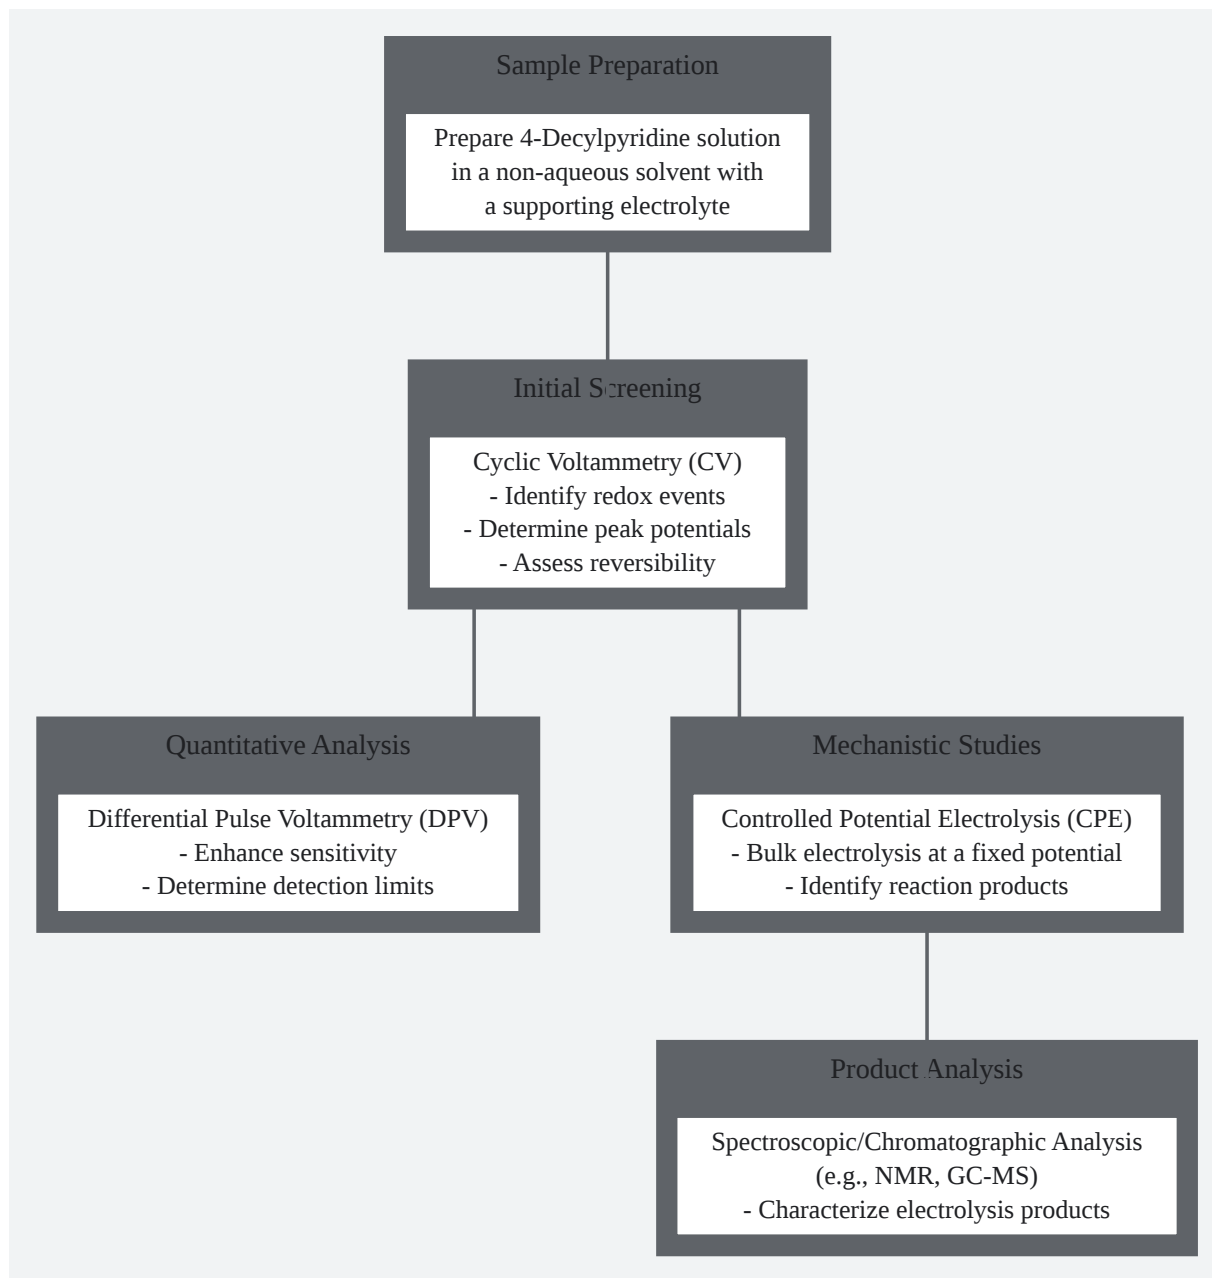 Sample Preparation
Prepare 4-Decylpyridine solution
in a non-aqueous solvent with
a supporting electrolyte
Initial Screening
Cyclic Voltammetry (CV)
- Identify redox events
- Determine peak potentials
- Assess reversibility
Quantitative Analysis
Differential Pulse Voltammetry (DPV)
- Enhance sensitivity
- Determine detection limits
Mechanistic Studies
Controlled Potential Electrolysis (CPE)
- Bulk electrolysis at a fixed potential
- Identify reaction products
Product Analysis
Spectroscopic/Chromatographic Analysis
(e.g., NMR, GC-MS)
- Characterize electrolysis products